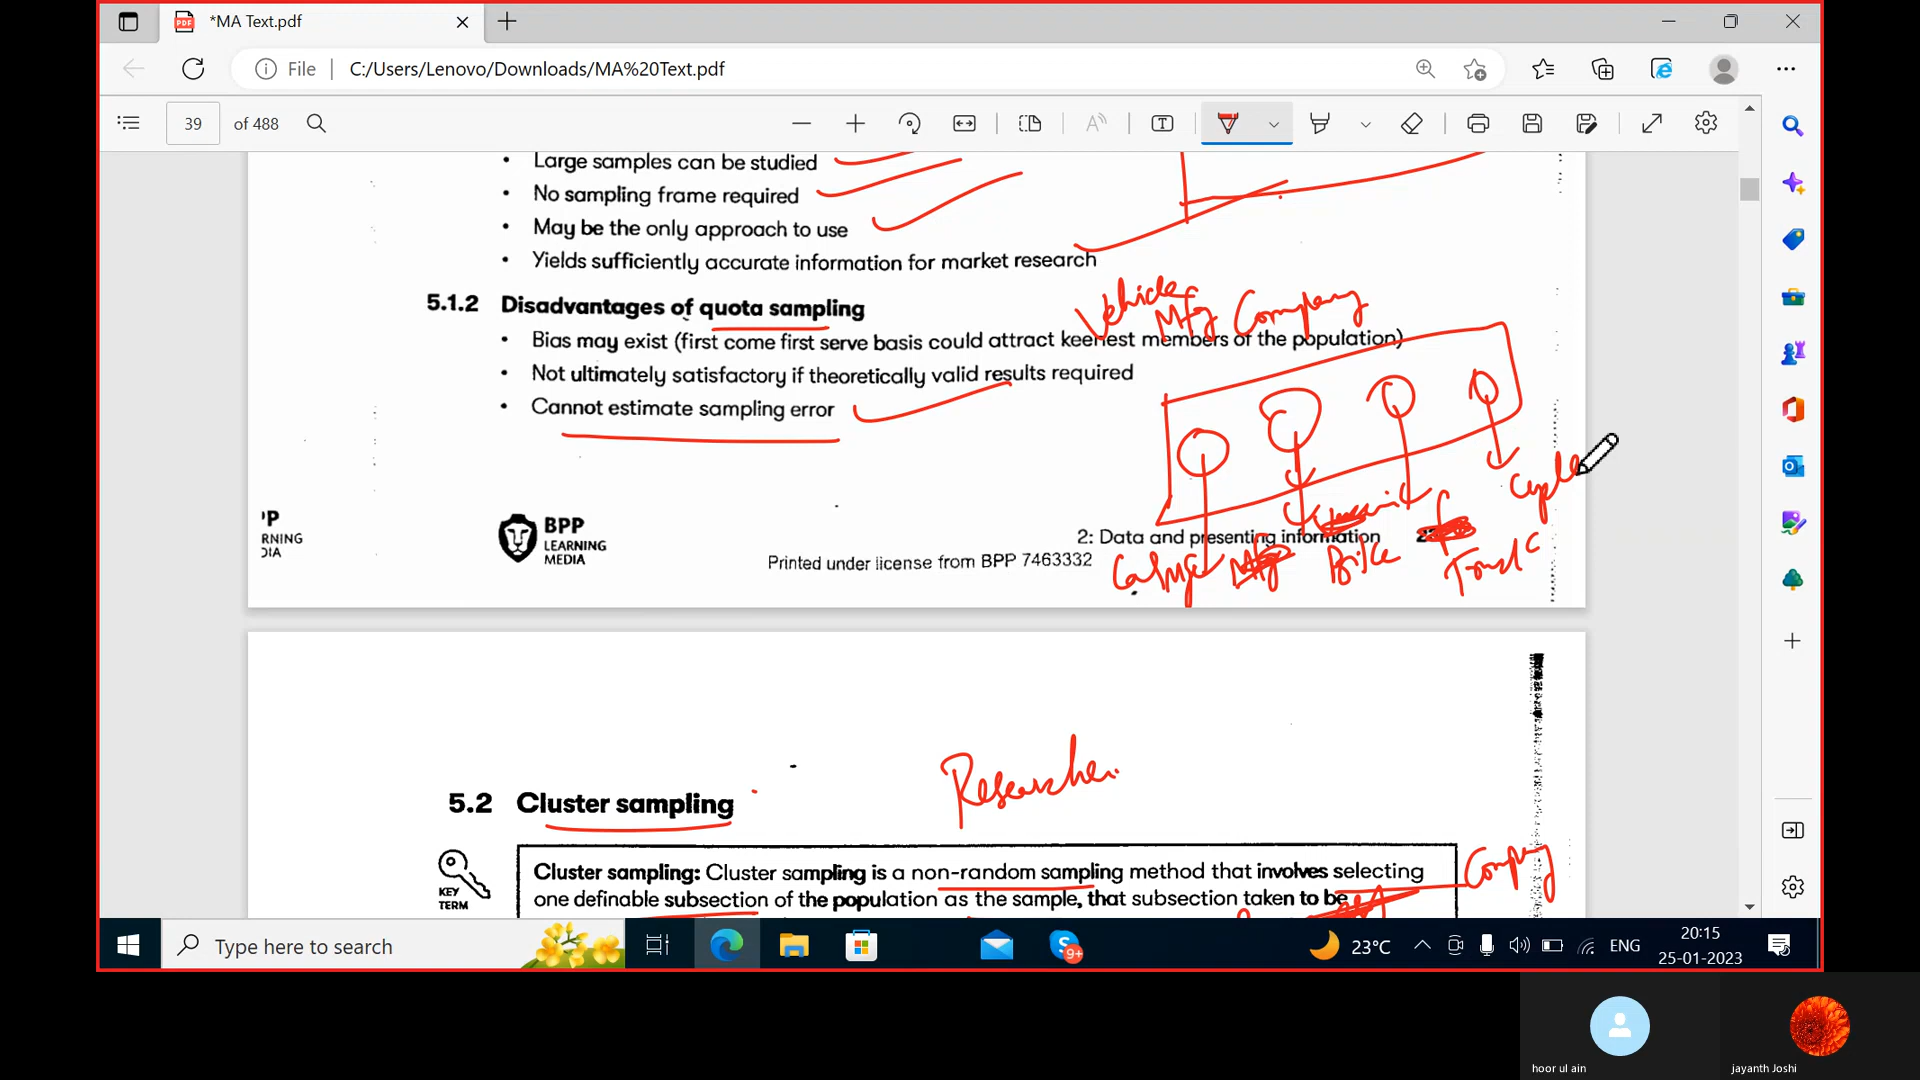 *MA Text.pdf
File
C:/Users/Lenovo/Downloads/MA%20Text.pdf
39 of 488
• Large samples can be studied
• No sampling frame required
• May be the only approach to use
• Yields sufficiently accurate information for market research
Vehicle
Mfg Company
5.1.2 Disadvantages of quota sampling
• Bias may exist (first come first serve basis could attract keenest members of the population)
• Not ultimately satisfactory if theoretically valid results required
• Cannot estimate sampling error
Cycle
'P
RNING
DIA
BPP
LEARNING
MEDIA
2: Data and presenting information
Printed under license from BPP 7463332
Bike
Truck
Researcher
5.2 Cluster sampling
KEY
TERM
Cluster sampling: Cluster sampling is a non-random sampling method that involves selecting
one definable subsection of the population as the sample, that subsection taken to be
Company
Type here to search
9+
23°C
ENG
20:15
25-01-2023
hoor ul ain
jayanth Joshi